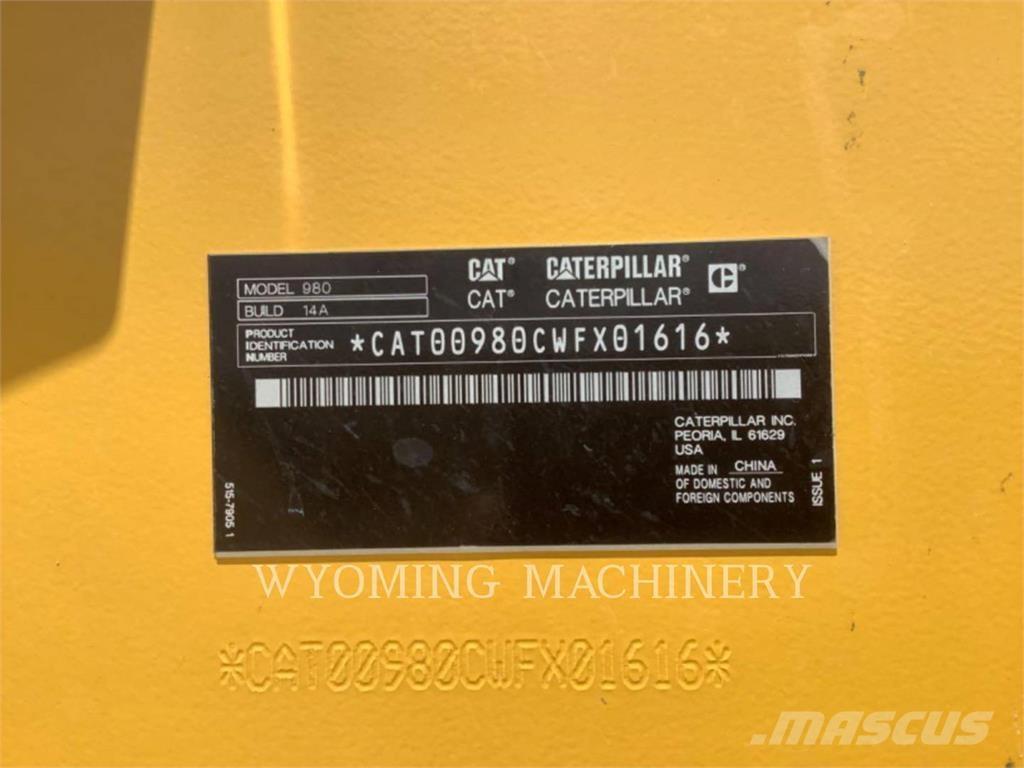 CAT® CATERPILLAR®
CAT® CATERPILLAR®
MODEL 980
BUILD 14A
PRODUCT
IDENTIFICATION
NUMBER
*CAT00980CWFX01616*
CATERPILLAR INC.
PEORIA, IL 61629
USA
MADE IN CHINA
OF DOMESTIC AND
FOREIGN COMPONENTS
ISSUE 1
515-7905 1
WYOMING MACHINERY
*CAT00980CWFX01616*
MASCUS